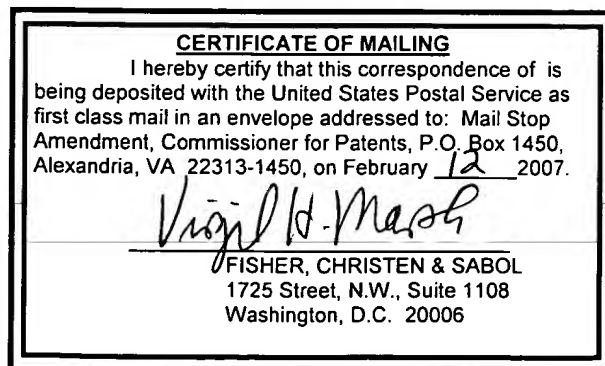 CERTIFICATE OF MAILING
I hereby certify that this correspondence of is
being deposited with the United States Postal Service as
first class mail in an envelope addressed to: Mail Stop
Amendment, Commissioner for Patents, P.O. Box 1450,
Alexandria, VA 22313-1450, on February 12 2007.
Virgil H. Marsh
FISHER, CHRISTEN & SABOL
1725 Street, N.W., Suite 1108
Washington, D.C. 20006